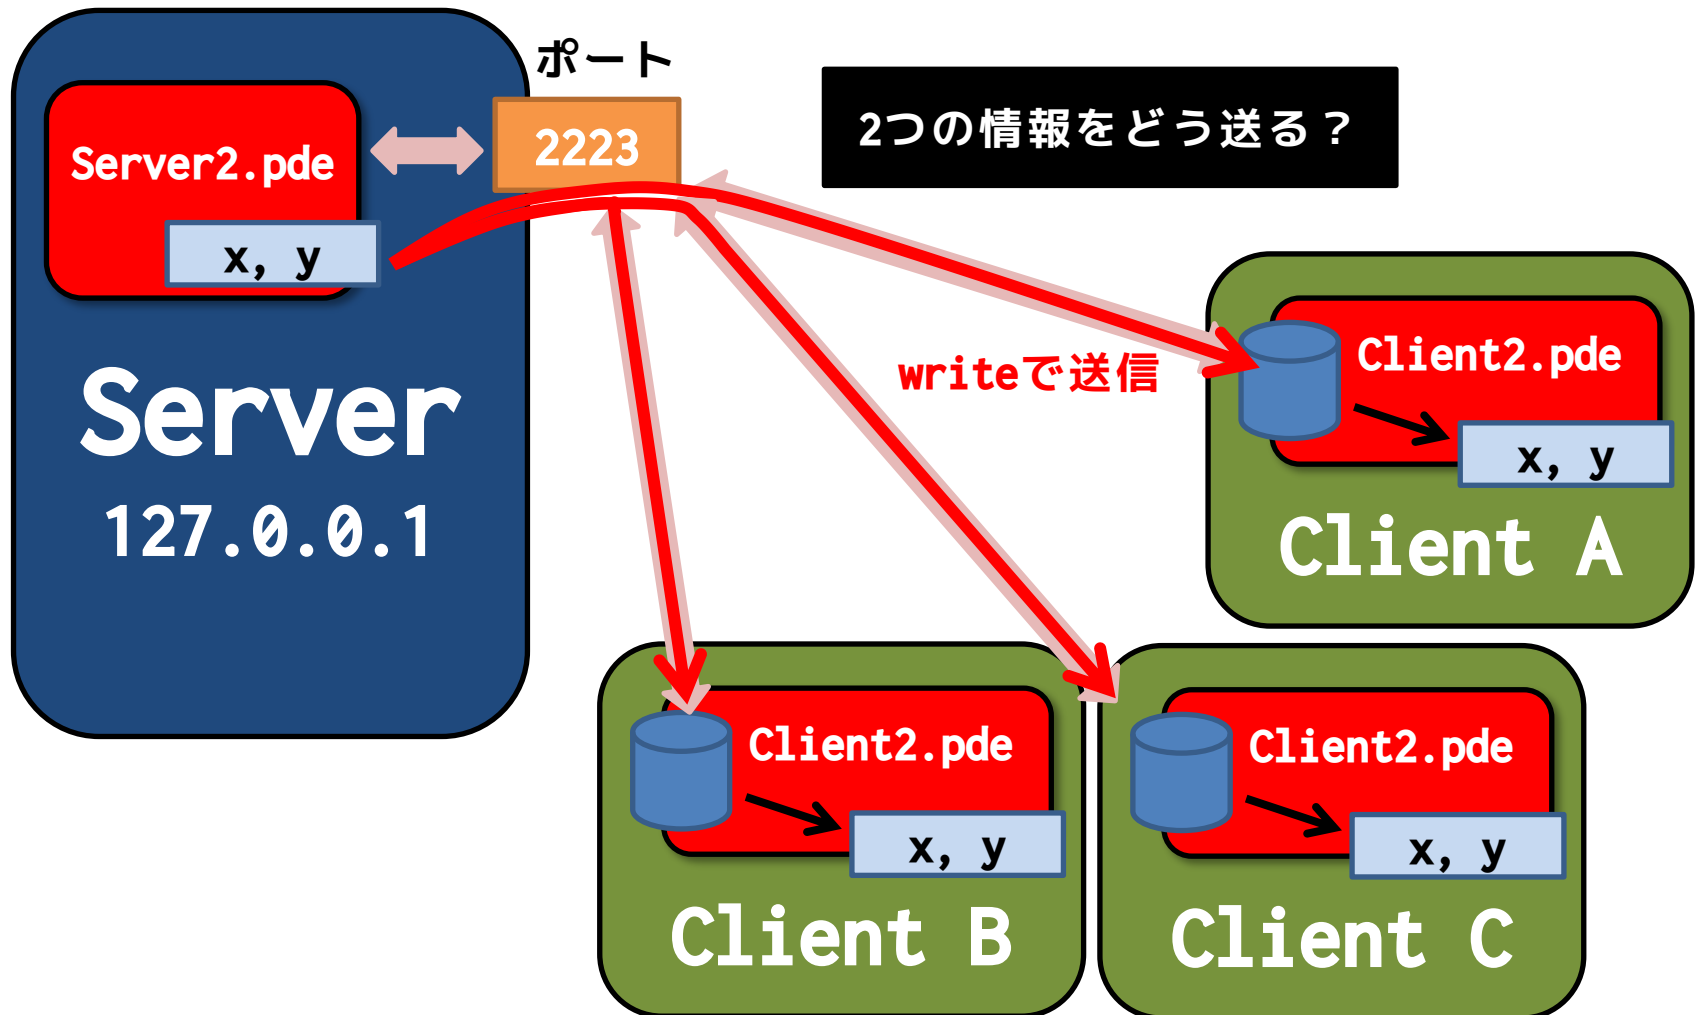 ポート
2223
2つの情報をどう送る？
Server2.pde
x, y
Server
127.0.0.1
writeで送信
Client2.pde
x, y
Client A
Client2.pde
x, y
Client B
Client2.pde
x, y
Client C